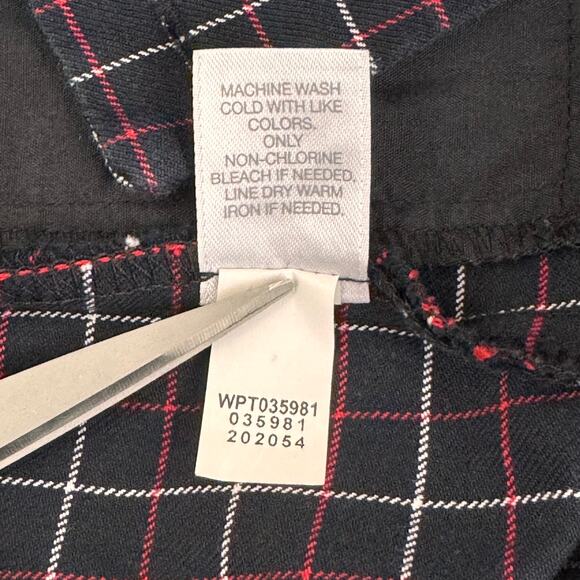 MACHINE WASH
COLD WITH LIKE
COLORS.
ONLY
NON-CHLORINE
BLEACH IF NEEDED.
LINE DRY WARM
IRON IF NEEDED.
WPT035981
035981
202054